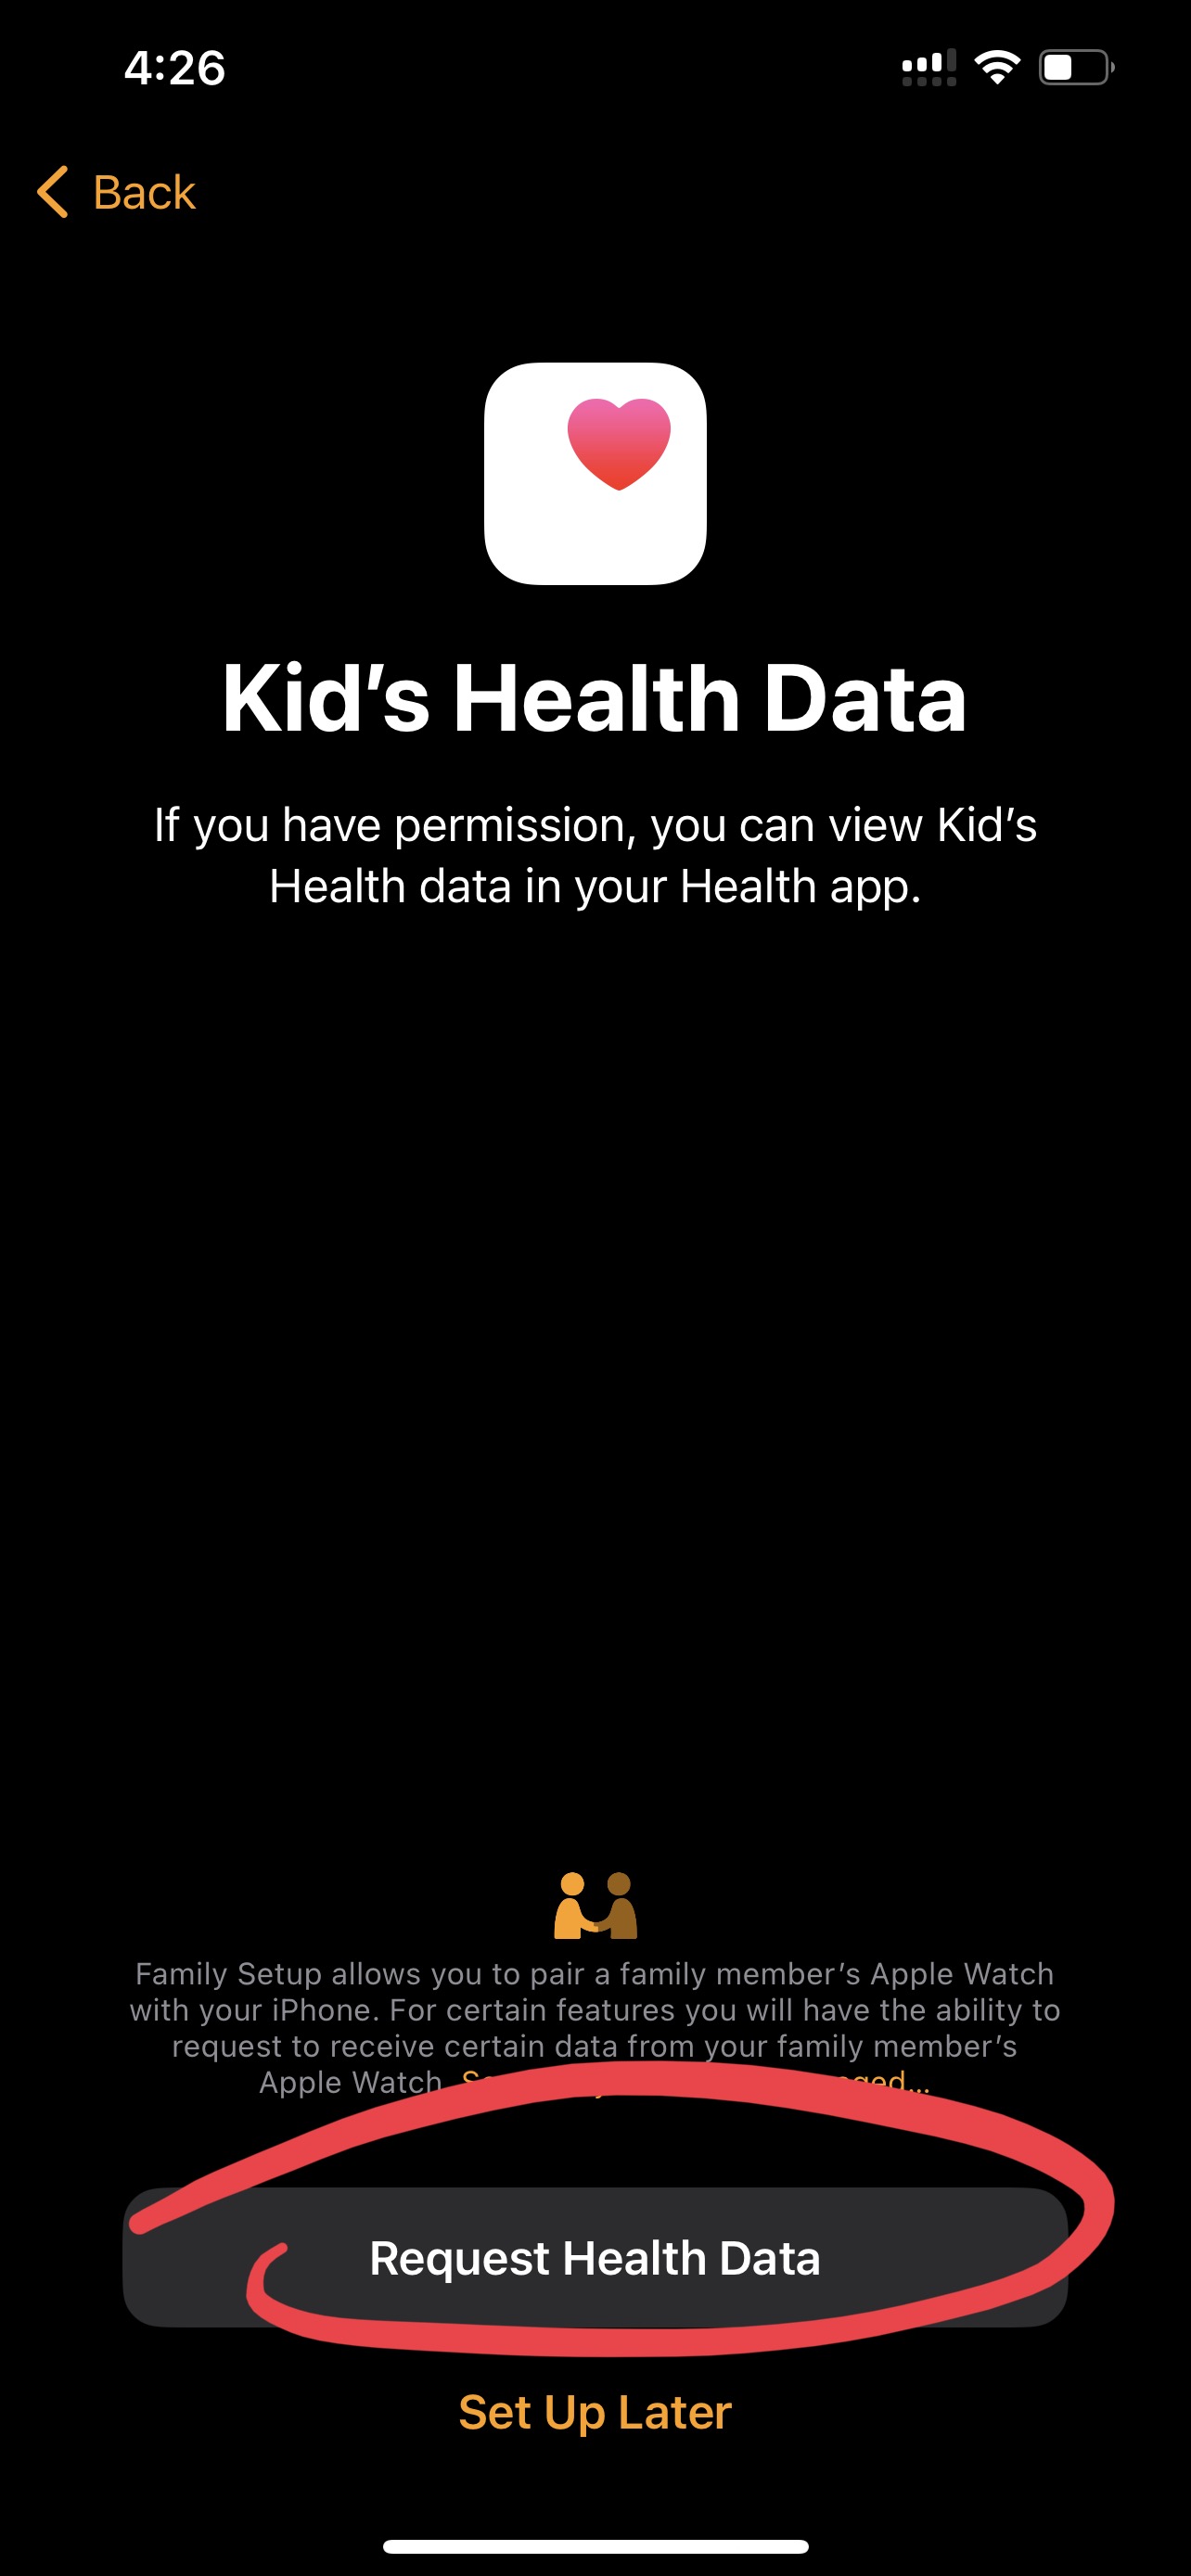 4:26
Back
Kid’s Health Data
If you have permission, you can view Kid’s
Health data in your Health app.
Family Setup allows you to pair a family member’s Apple Watch
with your iPhone. For certain features you will have the ability to
request to receive certain data from your family member’s
Apple Watch.
Request Health Data
Set Up Later